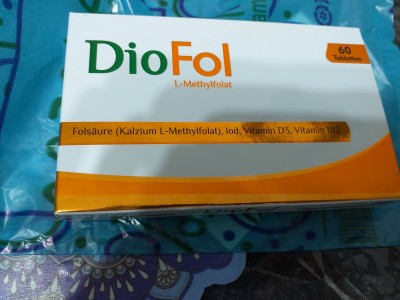 DioFol
L-Methylfolat
60
Tabletten
Folsäure (Kalzium L-Methylfolat), Iod, Vitamin D3, Vitamin B12